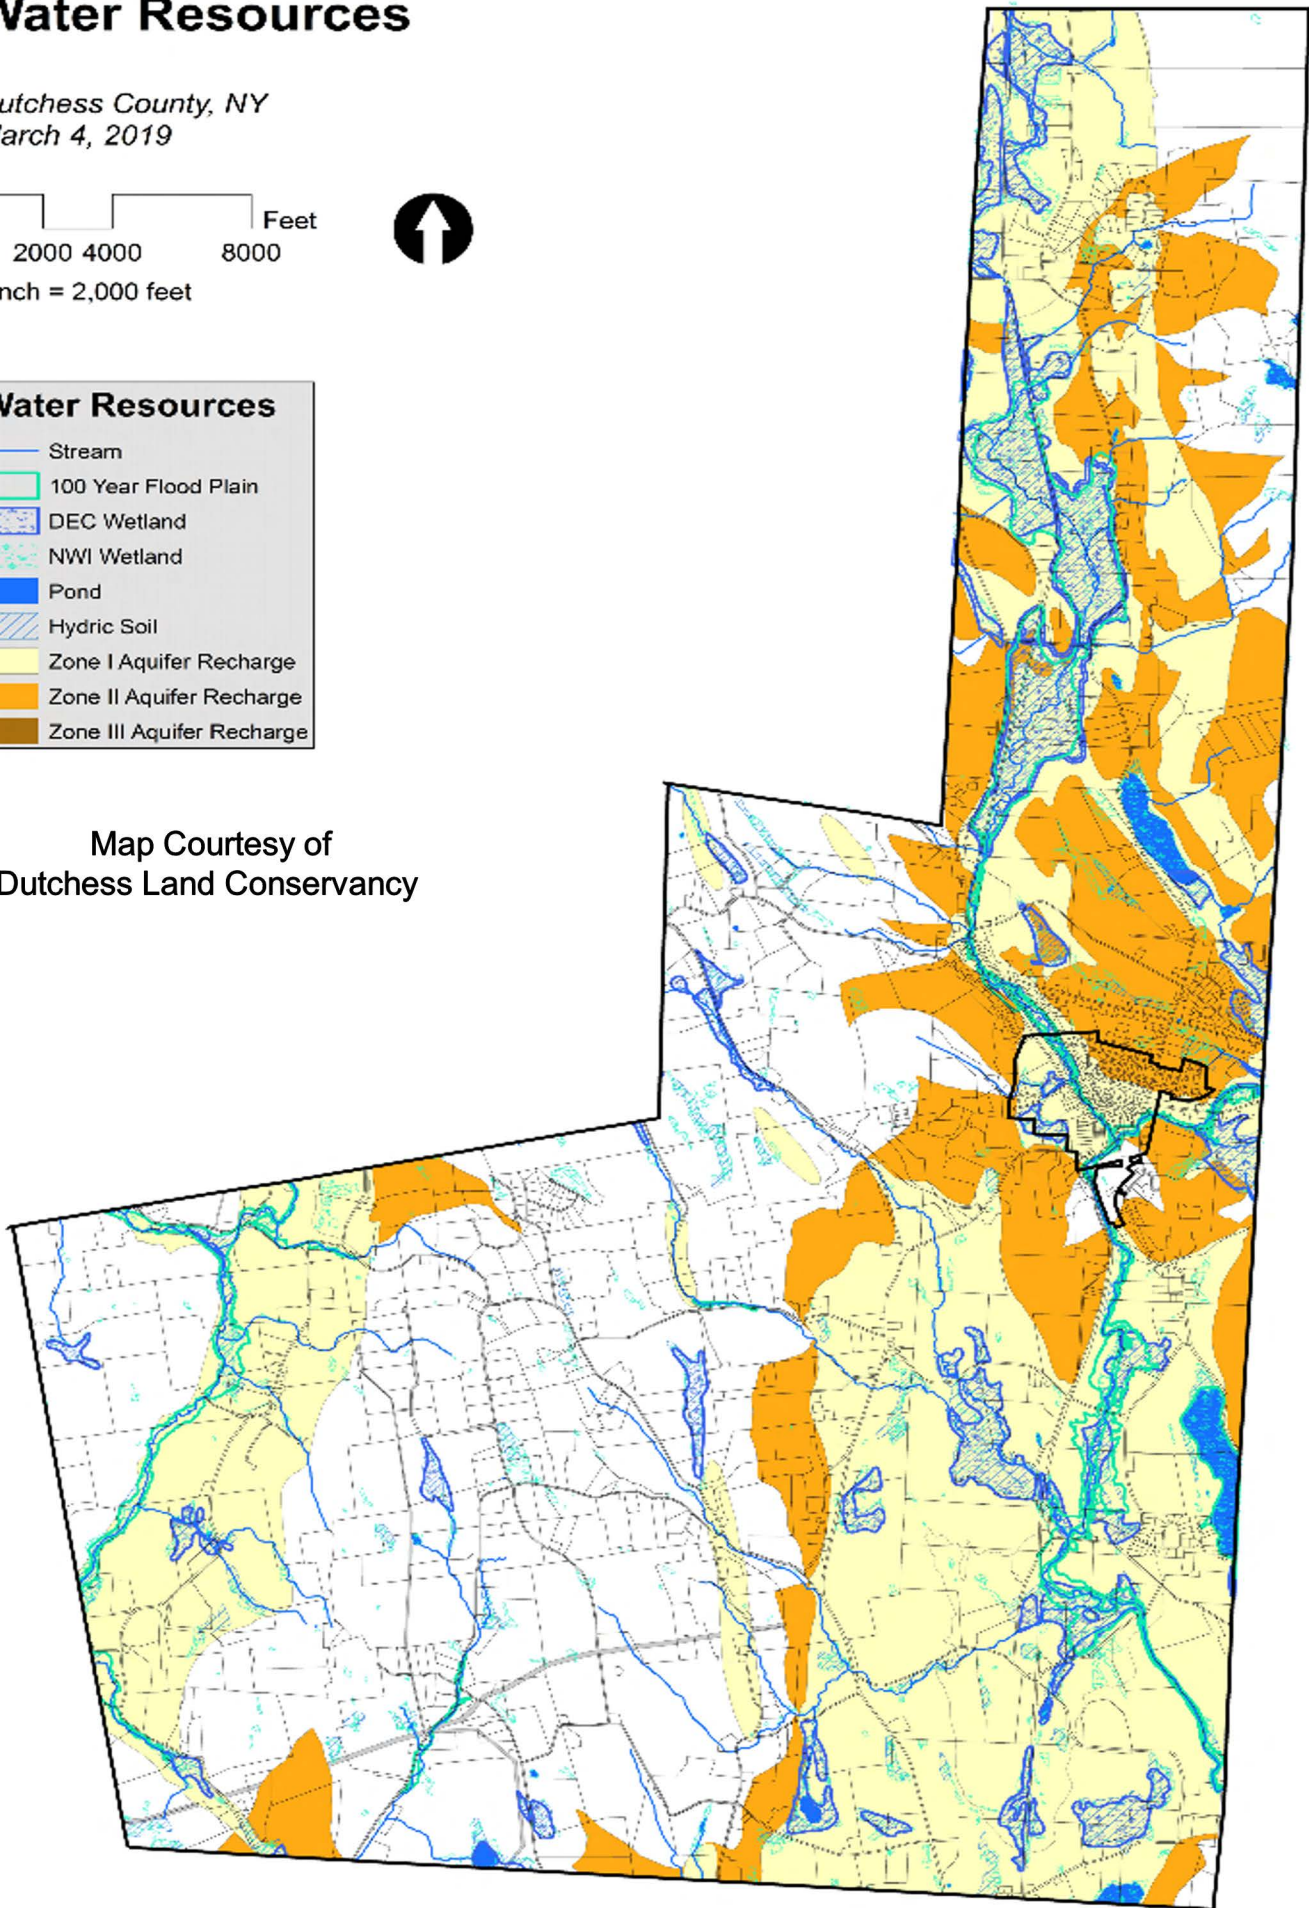 Water Resources
utchess County, NY
arch 4, 2019
Feet
2000 4000 8000
nch = 2,000 feet
Water Resources
Stream
100 Year Flood Plain
DEC Wetland
NWI Wetland
Pond
Hydric Soil
Zone I Aquifer Recharge
Zone II Aquifer Recharge
Zone III Aquifer Recharge
Map Courtesy of
Dutchess Land Conservancy